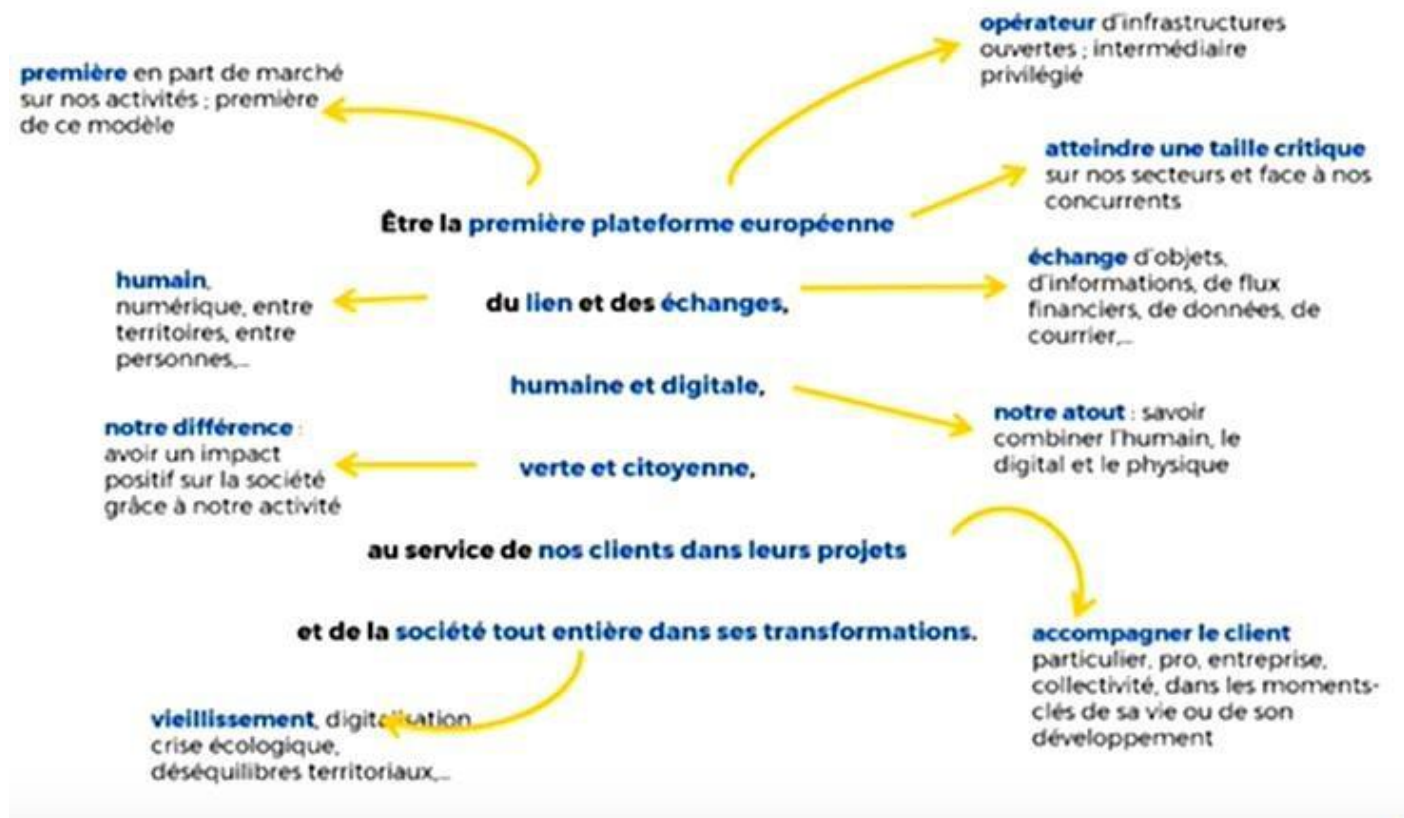 opérateur d'infrastructures
ouvertes ; intermédiaire
privilégié
première en part de marché
sur nos activités ; première
de ce modèle
atteindre une taille critique
sur nos secteurs et face à nos
concurrents
Être la première plateforme européenne
échange d'objets,
d'informations, de flux
financiers, de données, de
courrier,...
humain,
numérique, entre
territoires, entre
personnes,...
du lien et des échanges,
humaine et digitale,
notre atout : savoir
combiner l'humain, le
digital et le physique
notre différence :
avoir un impact
positif sur la société
grâce à notre activité
verte et citoyenne,
au service de nos clients dans leurs projets
et de la société tout entière dans ses transformations.
accompagner le client
particulier, pro, entreprise,
collectivité, dans les moments-
clés de sa vie ou de son
développement
vieillissement, digitalisation
crise écologique,
déséquilibres territoriaux,...